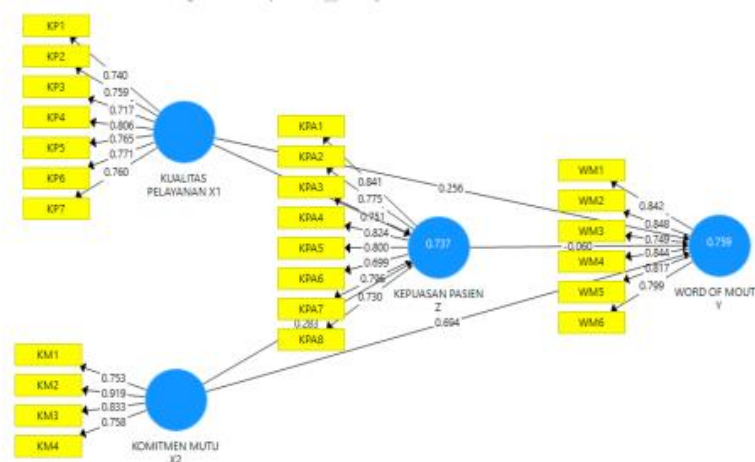 KP1
KP2
KP3
KP4
KP5
KP6
KP7
0.740
0.759
0.717
0.806
0.765
0.771
0.760
KUALITAS
PELAYANAN X1
KPA1
KPA2
KPA3
KPA4
KPA5
KPA6
KPA7
KPA8
0.841
0.775
0.751
0.824
0.800
0.699
0.796
0.730
0.283
0.737
KEPUASAN PASIEN
Z
0.256
-0.060
0.694
WM1
WM2
WM3
WM4
WM5
WM6
0.842
0.848
0.749
0.844
0.817
0.799
0.759
WORD OF MOUT
Y
KM1
KM2
KM3
KM4
0.753
0.919
0.833
0.758
KOMITMEN MUTU
X2